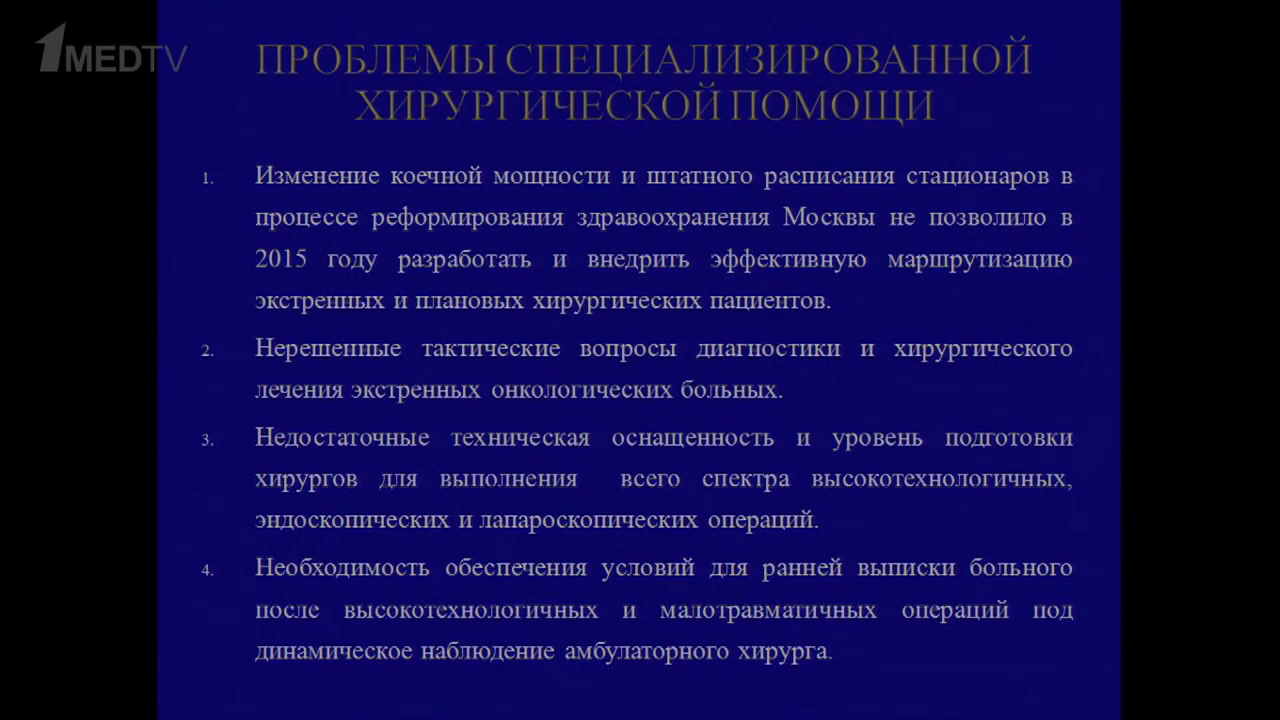 1MEDTV
ПРОБЛЕМЫ СПЕЦИАЛИЗИРОВАННОЙ
ХИРУРГИЧЕСКОЙ ПОМОЩИ
1. Изменение коечной мощности и штатного расписания стационаров в
процессе реформирования здравоохранения Москвы не позволило в
2015 году разработать и внедрить эффективную маршрутизацию
экстренных и плановых хирургических пациентов.
2. Нерешенные тактические вопросы диагностики и хирургического
лечения экстренных онкологических больных.
3. Недостаточные техническая оснащенность и уровень подготовки
хирургов для выполнения всего спектра высокотехнологичных,
эндоскопических и лапароскопических операций.
4. Необходимость обеспечения условий для ранней выписки больного
после высокотехнологичных и малотравматичных операций под
динамическое наблюдение амбулаторного хирурга.